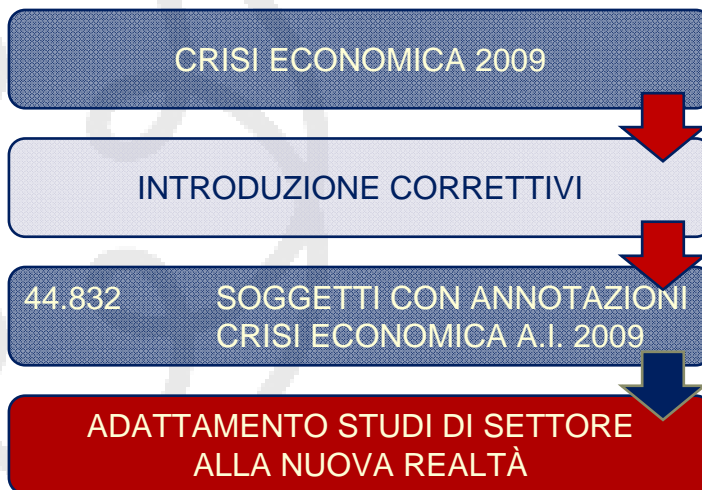 CRISI ECONOMICA 2009
INTRODUZIONE CORRETTIVI
44.832 SOGGETTI CON ANNOTAZIONI
CRISI ECONOMICA A.I. 2009
ADATTAMENTO STUDI DI SETTORE
ALLA NUOVA REALTÀ